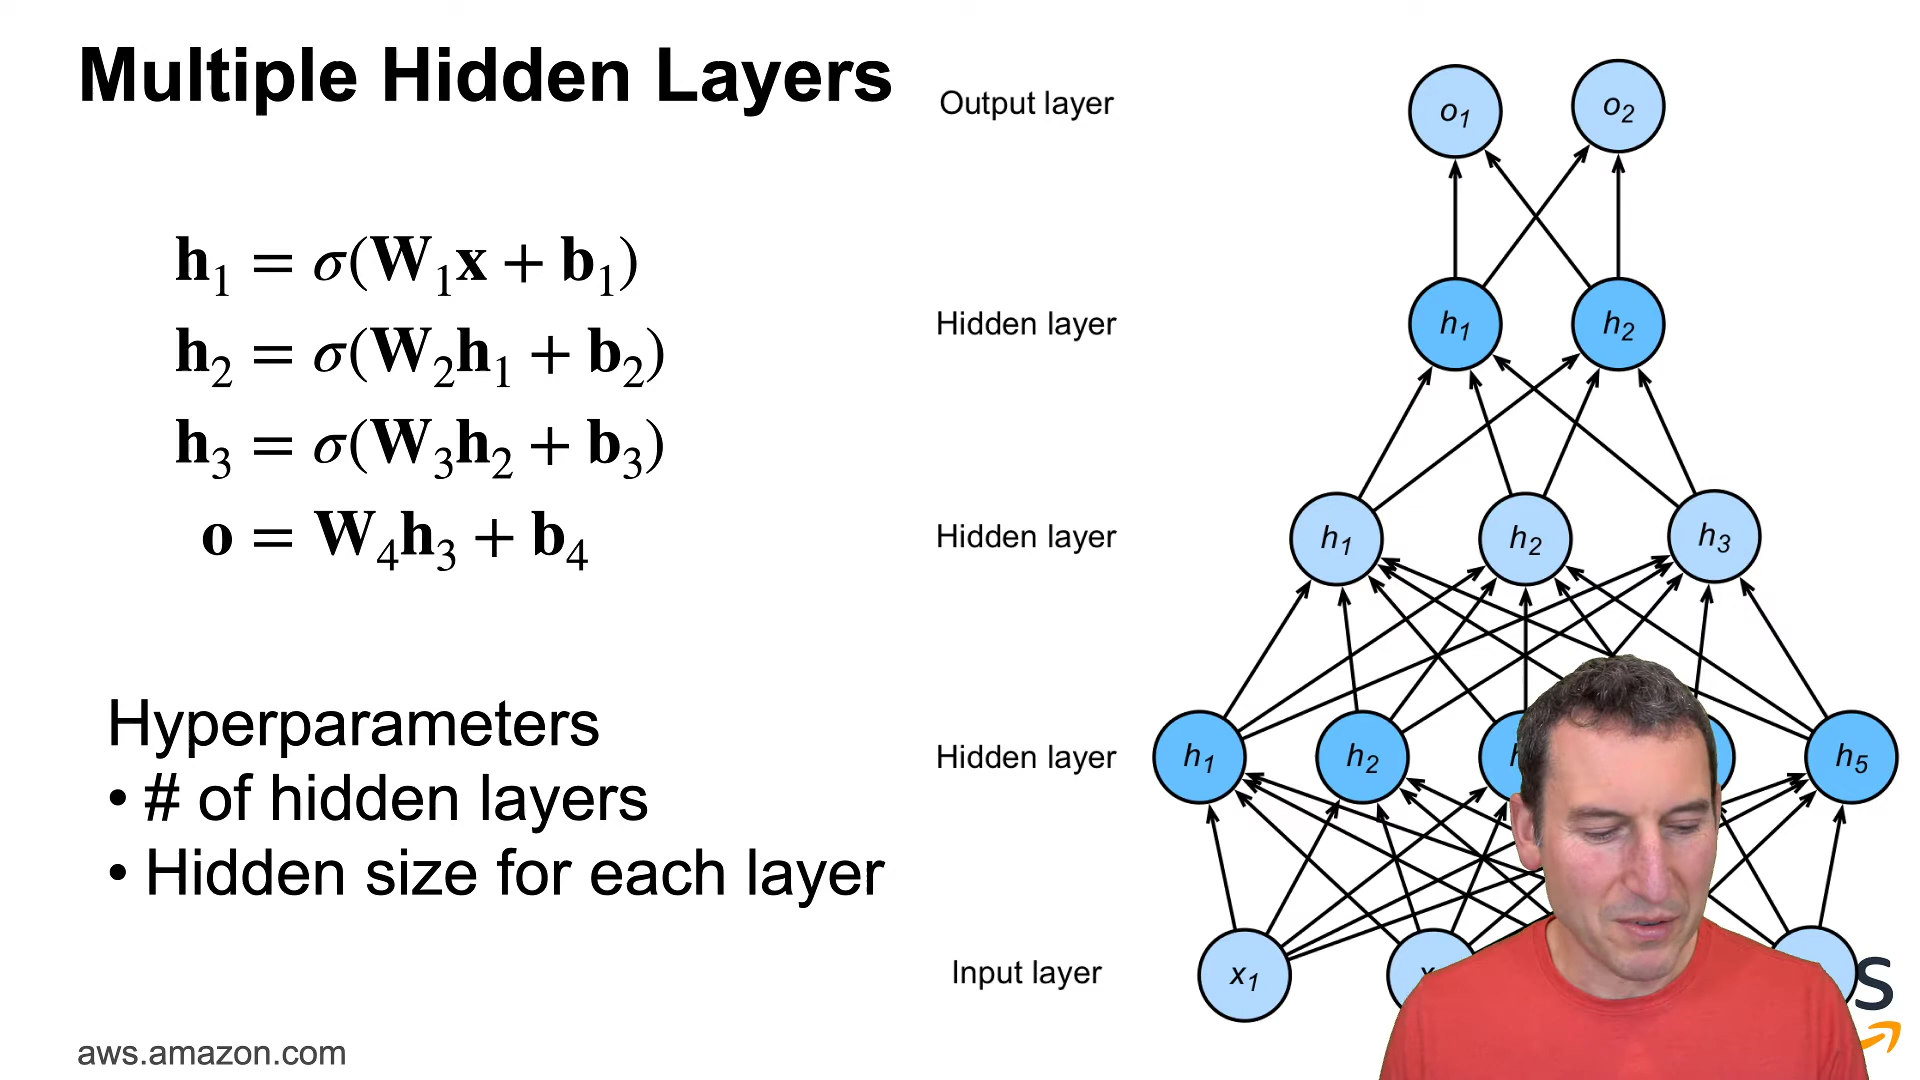 Multiple Hidden Layers
h₁ = σ(W₁x + b₁)
h₂ = σ(W₂h₁ + b₂)
h₃ = σ(W₃h₂ + b₃)
o = W₄h₃ + b₄
Hyperparameters
• # of hidden layers
• Hidden size for each layer
aws.amazon.com
Output layer
o₁ o₂
Hidden layer
h₁ h₂
Hidden layer
h₁ h₂ h₃
Hidden layer
h₁ h₂ h₅
Input layer
x₁